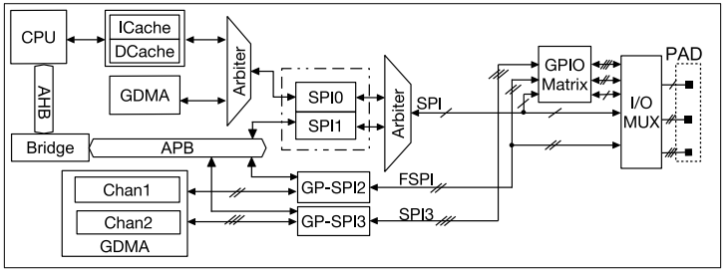 CPU
ICache
DCache
GDMA
Arbiter
AHB
Bridge
APB
SPI0
SPI1
Arbiter
SPI
GPIO
Matrix
I/O
MUX
PAD
Chan1
Chan2
GDMA
GP-SPI2
FSPI
GP-SPI3
SPI3